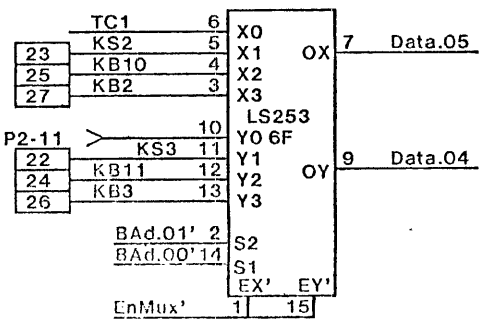 TC1 6 X0
23 KS2 5 X1 OX 7 Data.05
25 KB10 4 X2
27 KB2 3 X3
LS253
P2-11 10 Y0 6F
22 KS3 11 Y1 OY 9 Data.04
24 KB11 12 Y2
26 KB3 13 Y3
BAd.01' 2 S2
BAd.00' 14 S1
EX' EY'
EnMux' 1 15